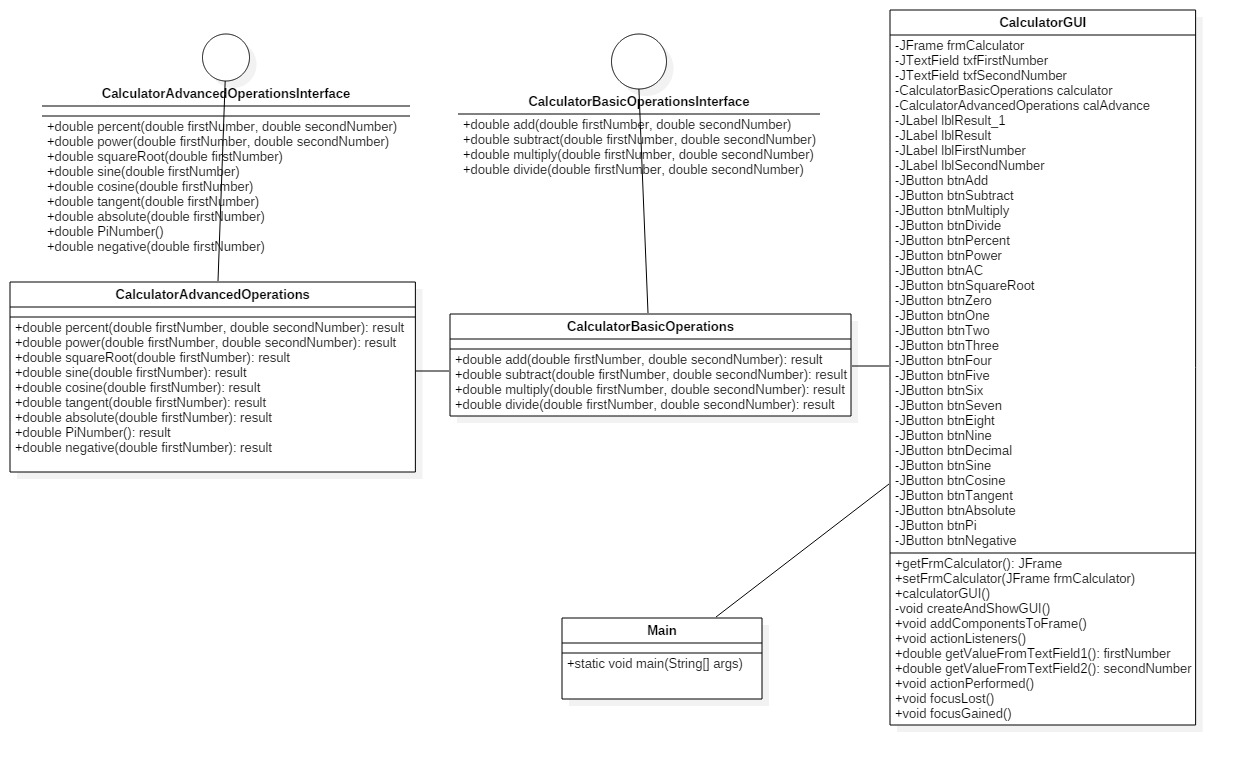 CalculatorAdvancedOperationsInterface
+double percent(double firstNumber, double secondNumber)
+double power(double firstNumber, double secondNumber)
+double squareRoot(double firstNumber)
+double sine(double firstNumber)
+double cosine(double firstNumber)
+double tangent(double firstNumber)
+double absolute(double firstNumber)
+double PiNumber()
+double negative(double firstNumber)
CalculatorBasicOperationsInterface
+double add(double firstNumber, double secondNumber)
+double subtract(double firstNumber, double secondNumber)
+double multiply(double firstNumber, double secondNumber)
+double divide(double firstNumber, double secondNumber)
CalculatorAdvancedOperations
+double percent(double firstNumber, double secondNumber): result
+double power(double firstNumber, double secondNumber): result
+double squareRoot(double firstNumber): result
+double sine(double firstNumber): result
+double cosine(double firstNumber): result
+double tangent(double firstNumber): result
+double absolute(double firstNumber): result
+double PiNumber(): result
+double negative(double firstNumber): result
CalculatorBasicOperations
+double add(double firstNumber, double secondNumber): result
+double subtract(double firstNumber, double secondNumber): result
+double multiply(double firstNumber, double secondNumber): result
+double divide(double firstNumber, double secondNumber): result
CalculatorGUI
-JFrame frmCalculator
-JTextField txfFirstNumber
-JTextField txfSecondNumber
-CalculatorBasicOperations calculator
-CalculatorAdvancedOperations calAdvance
-JLabel lblResult_1
-JLabel lblResult
-JLabel lblFirstNumber
-JLabel lblSecondNumber
-JButton btnAdd
-JButton btnSubtract
-JButton btnMultiply
-JButton btnDivide
-JButton btnPercent
-JButton btnPower
-JButton btnAC
-JButton btnSquareRoot
-JButton btnZero
-JButton btnOne
-JButton btnTwo
-JButton btnThree
-JButton btnFour
-JButton btnFive
-JButton btnSix
-JButton btnSeven
-JButton btnEight
-JButton btnNine
-JButton btnDecimal
-JButton btnSine
-JButton btnCosine
-JButton btnTangent
-JButton btnAbsolute
-JButton btnPi
-JButton btnNegative
+getFrmCalculator(): JFrame
+setFrmCalculator(JFrame frmCalculator)
+calculatorGUI()
-void createAndShowGUI()
+void addComponentsToFrame()
+void actionListeners()
+double getValueFromTextField1(): firstNumber
+double getValueFromTextField2(): secondNumber
+void actionPerformed()
+void focusLost()
+void focusGained()
Main
+static void main(String[] args)